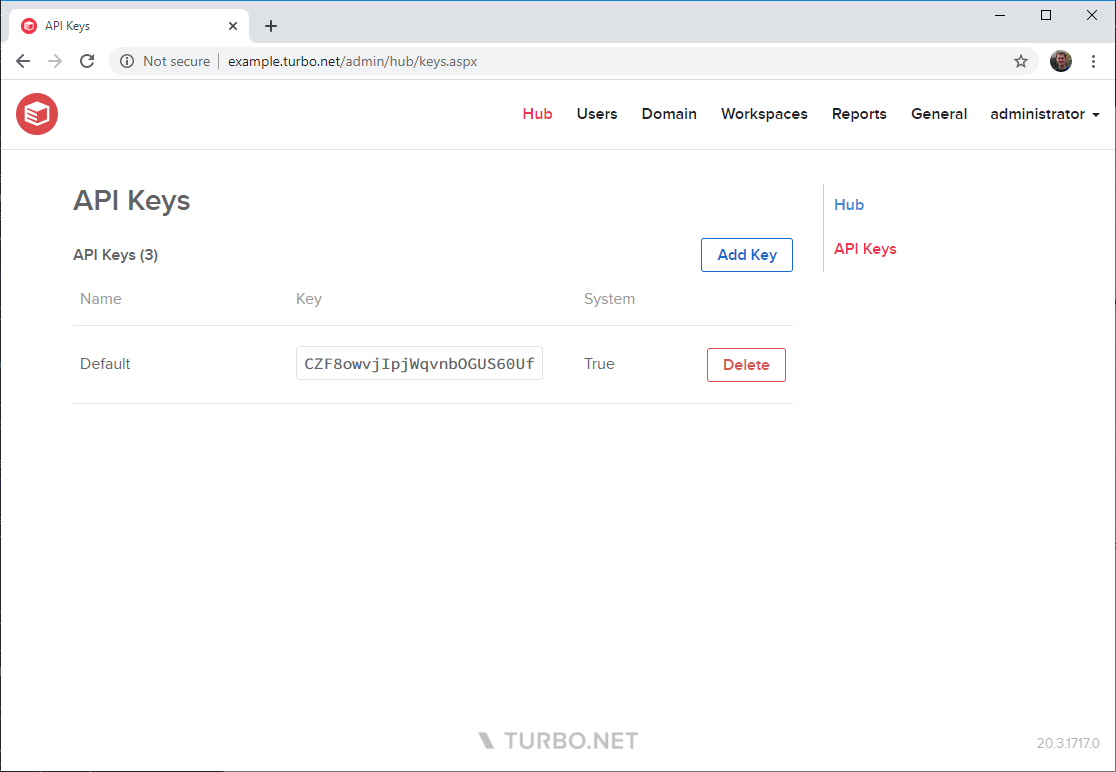 API Keys
Not secure example.turbo.net/admin/hub/keys.aspx
Hub Users Domain Workspaces Reports General administrator
API Keys
Hub
API Keys (3) Add Key
API Keys
Name Key System
Default CZF8owvjIpjWqvnbOGUS60Uf True Delete
TURBO.NET
20.3.1717.0